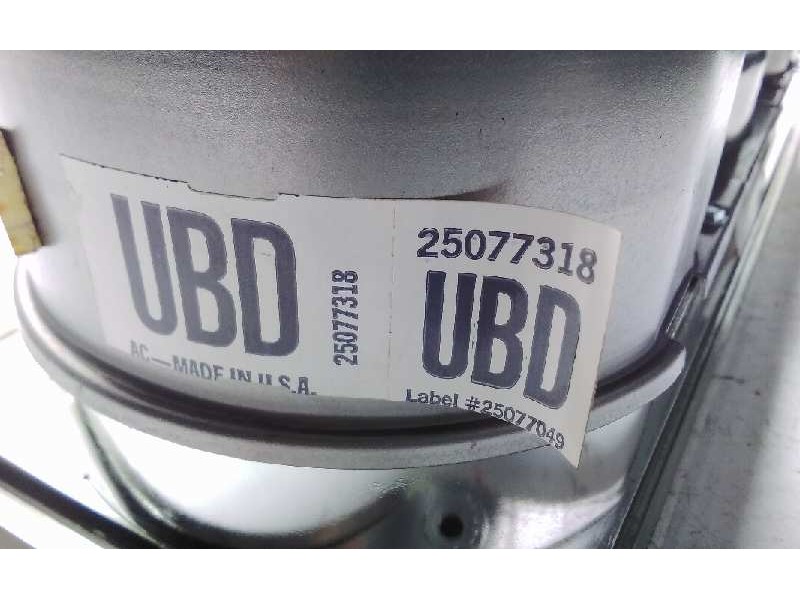 UBD
25077318
AC—MADE IN U.S.A.
25077318
UBD
Label #25077049